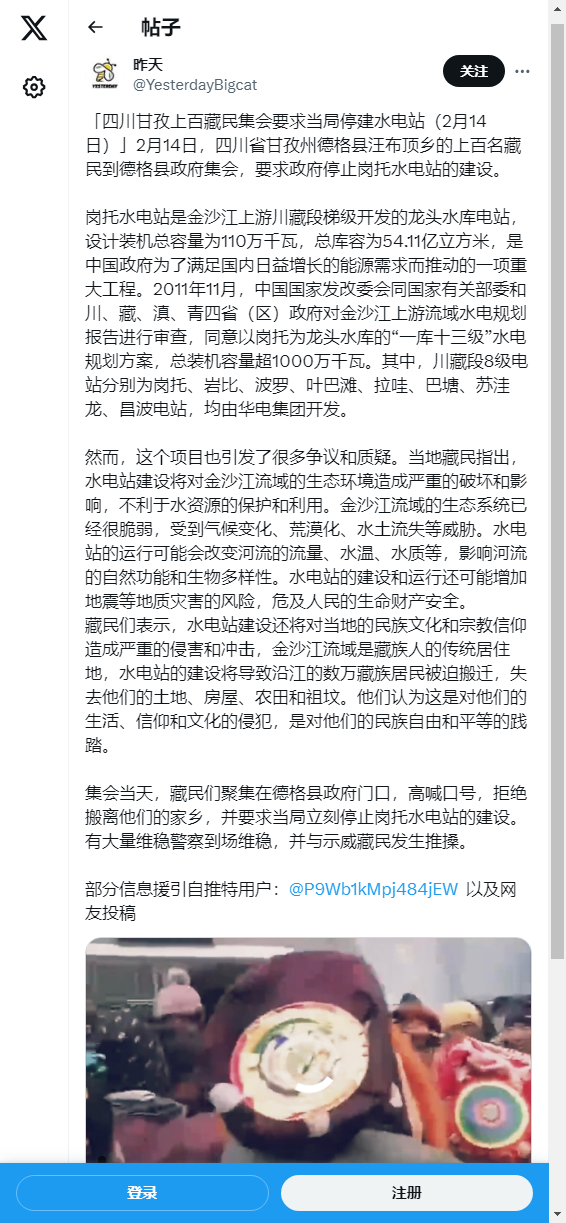 帖子
昨天
@YesterdayBigcat
关注
YESTERDAY
「四川甘孜上百藏民集会要求当局停建水电站（2月14
日）」2月14日，四川省甘孜州德格县汪布顶乡的上百名藏
民到德格县政府集会，要求政府停止岗托水电站的建设。
岗托水电站是金沙江上游川藏段梯级开发的龙头水库电站，
设计装机总容量为110万千瓦，总库容为54.11亿立方米，是
中国政府为了满足国内日益增长的能源需求而推动的一项重
大工程。2011年11月，中国国家发改委会同国家有关部委和
川、藏、滇、青四省（区）政府对金沙江上游流域水电规划
报告进行审查，同意以岗托为龙头水库的“一库十三级”水电
规划方案，总装机容量超1000万千瓦。其中，川藏段8级电
站分别为岗托、岩比、波罗、叶巴滩、拉哇、巴塘、苏洼
龙、昌波电站，均由华电集团开发。
然而，这个项目也引发了很多争议和质疑。当地藏民指出，
水电站建设将对金沙江流域的生态环境造成严重的破坏和影
响，不利于水资源的保护和利用。金沙江流域的生态系统已
经很脆弱，受到气候变化、荒漠化、水土流失等威胁。水电
站的运行可能会改变河流的流量、水温、水质等，影响河流
的自然功能和生物多样性。水电站的建设和运行还可能增加
地震等地质灾害的风险，危及人民的生命财产安全。
藏民们表示，水电站建设还将对当地的民族文化和宗教信仰
造成严重的侵害和冲击，金沙江流域是藏族人的传统居住
地，水电站的建设将导致沿江的数万藏族居民被迫搬迁，失
去他们的土地、房屋、农田和祖坟。他们认为这是对他们的
生活、信仰和文化的侵犯，是对他们的民族自由和平等的践
踏。
集会当天，藏民们聚集在德格县政府门口，高喊口号，拒绝
搬离他们的家乡，并要求当局立刻停止岗托水电站的建设。
有大量维稳警察到场维稳，并与示威藏民发生推搡。
部分信息援引自推特用户：@P9Wb1kMpj484jEW 以及网
友投稿
登录
注册